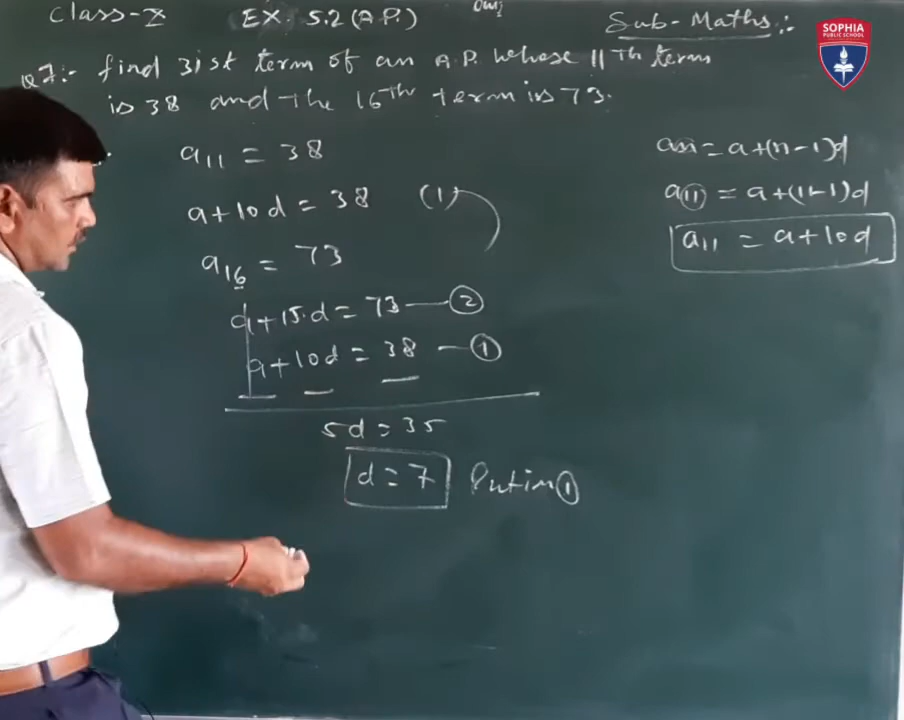 Class-X EX. 5.2 (A.P.) Sub-Maths:-
Q7:- find 31st term of an A.P. whose 11th term
is 38 and the 16th term is 73.
a11 = 38
a+10d = 38 (1)
a16 = 73
a+15.d = 73 — ②
a+10d = 38 — ①
5d = 35
d = 7 Put in ①
an = a+(n-1)d
a11 = a+(11-1)d
a11 = a+10d
SOPHIA
PUBLIC SCHOOL